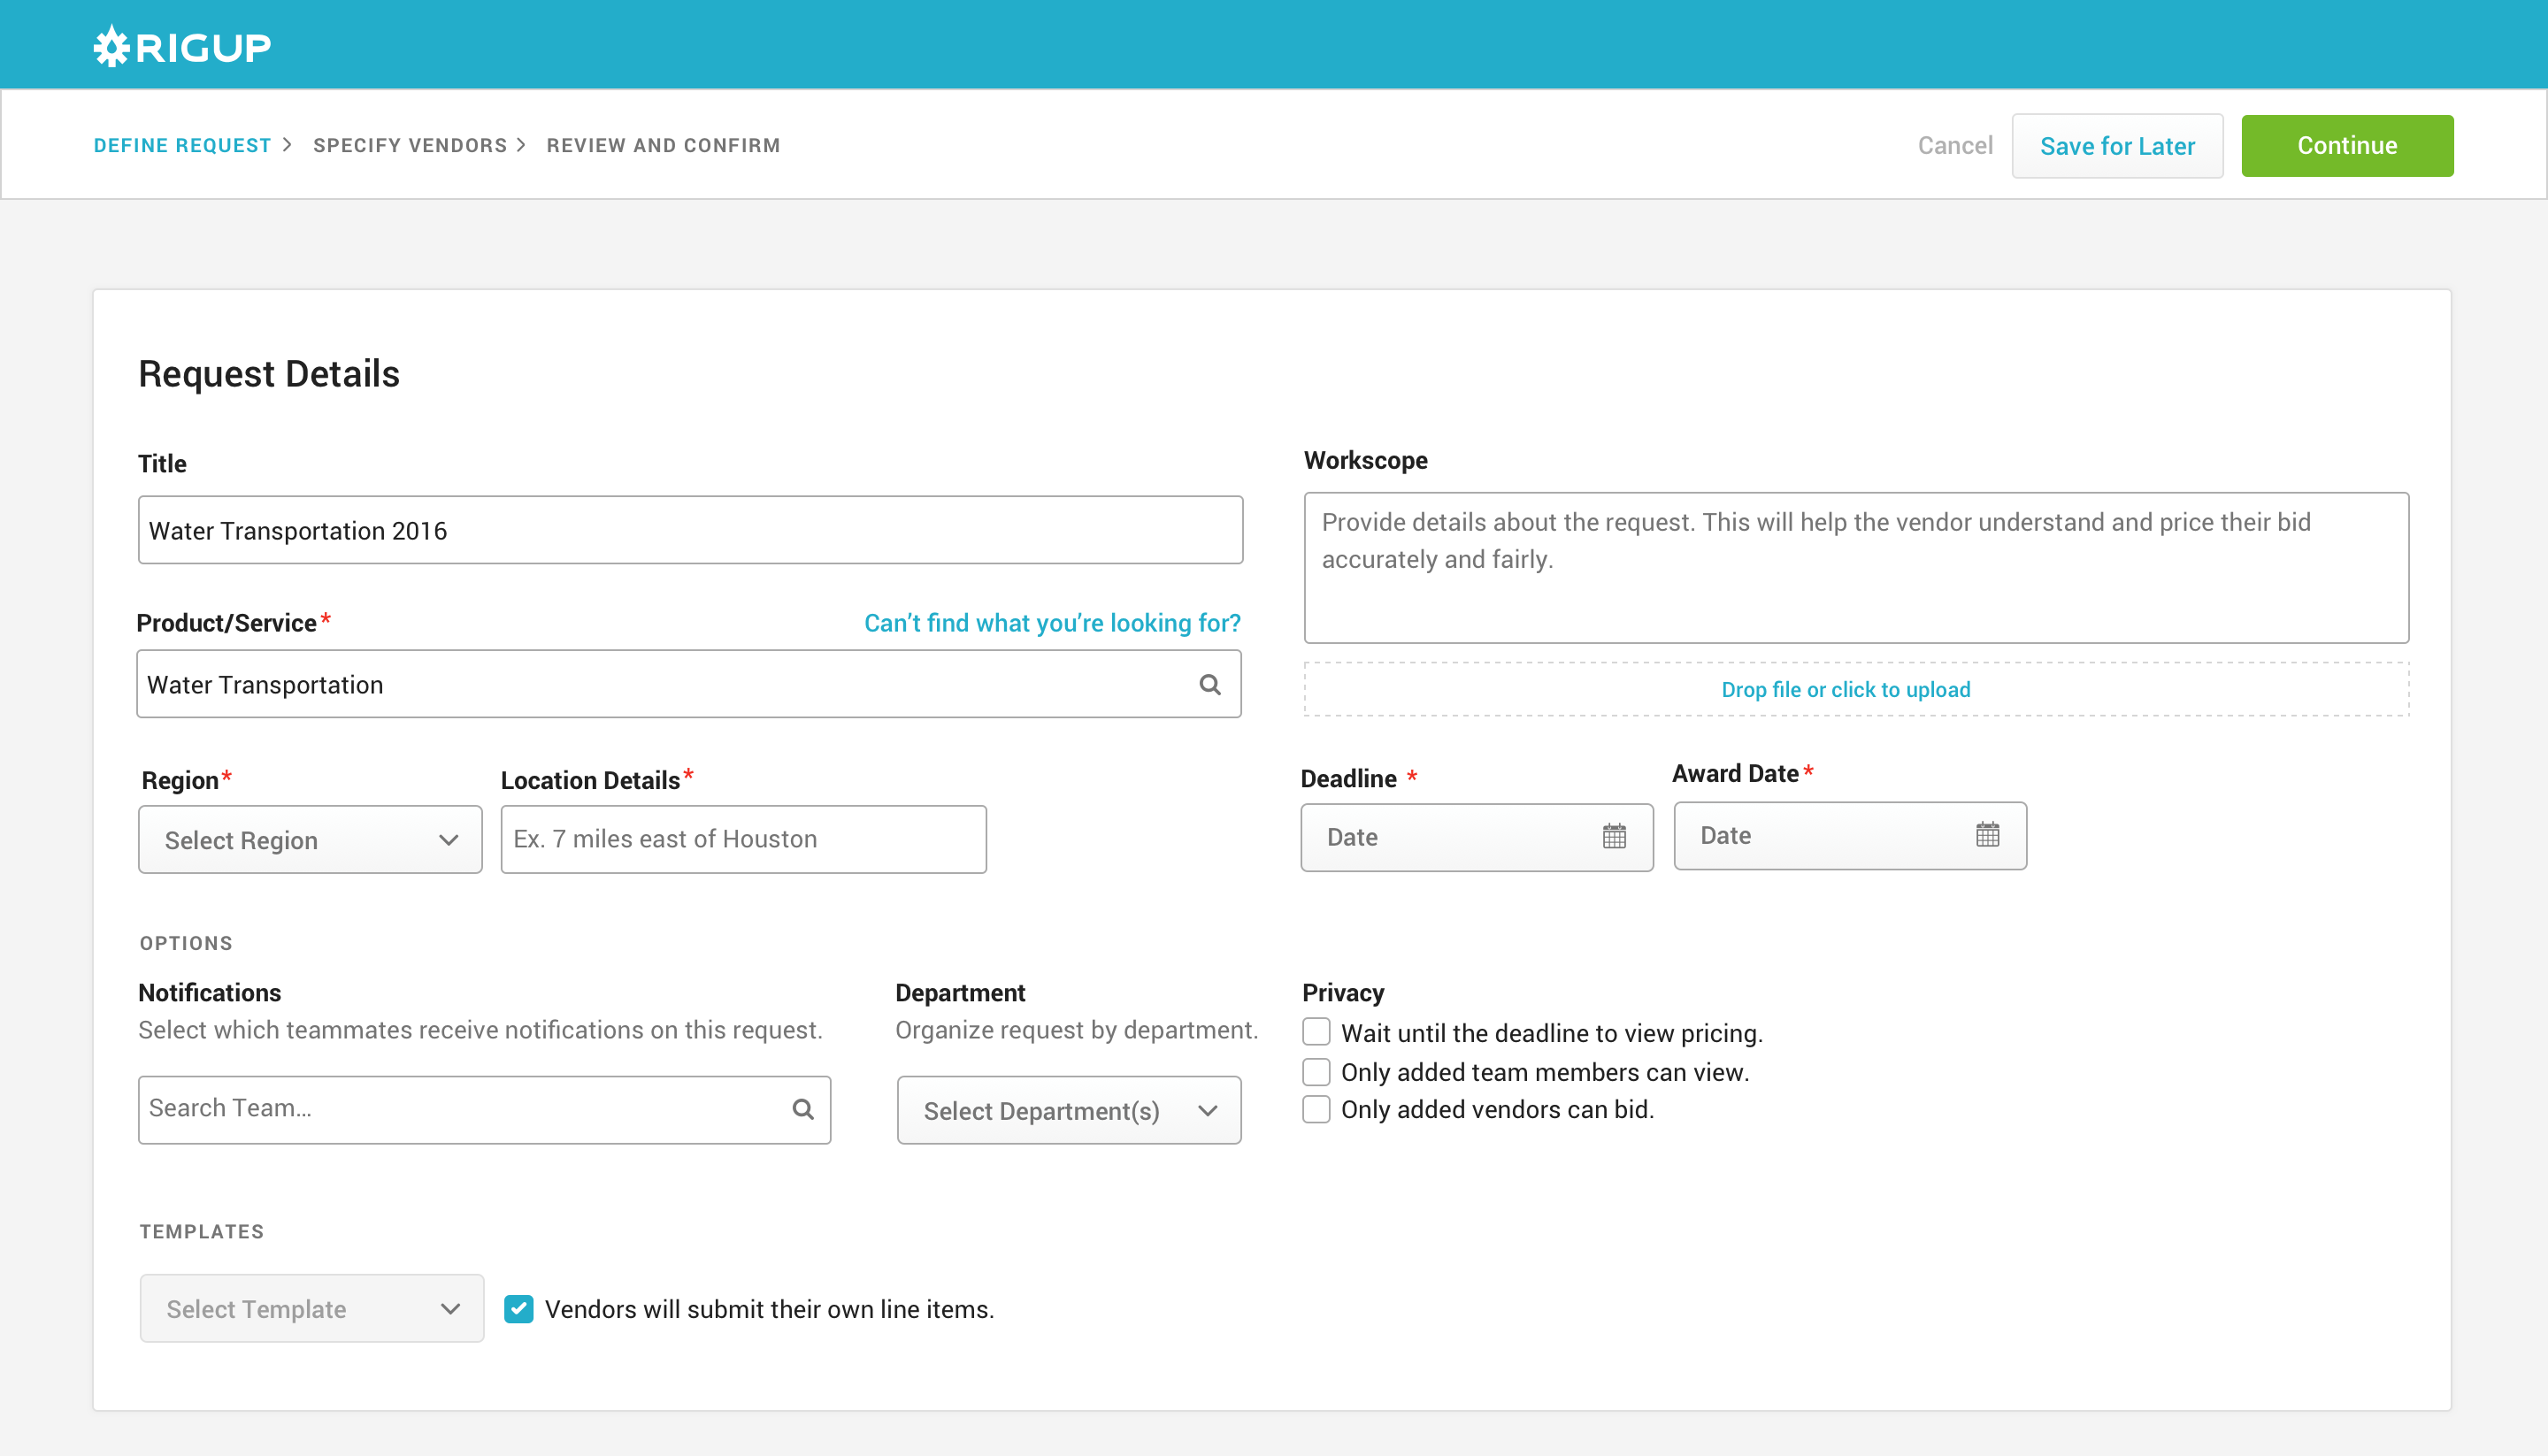 RIGUP
DEFINE REQUEST > SPECIFY VENDORS > REVIEW AND CONFIRM
Cancel
Save for Later
Continue
Request Details
Title
Water Transportation 2016
Product/Service*
Can’t find what you’re looking for?
Water Transportation
Workscope
Provide details about the request. This will help the vendor understand and price their bid
accurately and fairly.
Drop file or click to upload
Region*
Location Details*
Select Region
Ex. 7 miles east of Houston
Deadline *
Award Date*
Date
Date
OPTIONS
Notifications
Select which teammates receive notifications on this request.
Search Team...
Department
Organize request by department.
Select Department(s)
Privacy
Wait until the deadline to view pricing.
Only added team members can view.
Only added vendors can bid.
TEMPLATES
Select Template
Vendors will submit their own line items.